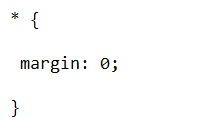 * {
margin: 0;
}